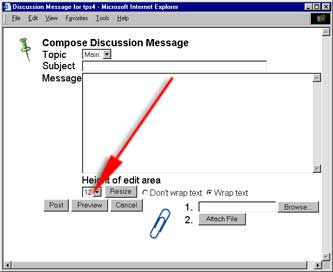 Discussion Message for tpx4 - Microsoft Internet Explorer
File Edit View Favorites Tools Help
Compose Discussion Message
Topic Main
Subject
Message
Height of edit area
12 Resize Don't wrap text Wrap text
Post Preview Cancel 1. Browse...
2. Attach File